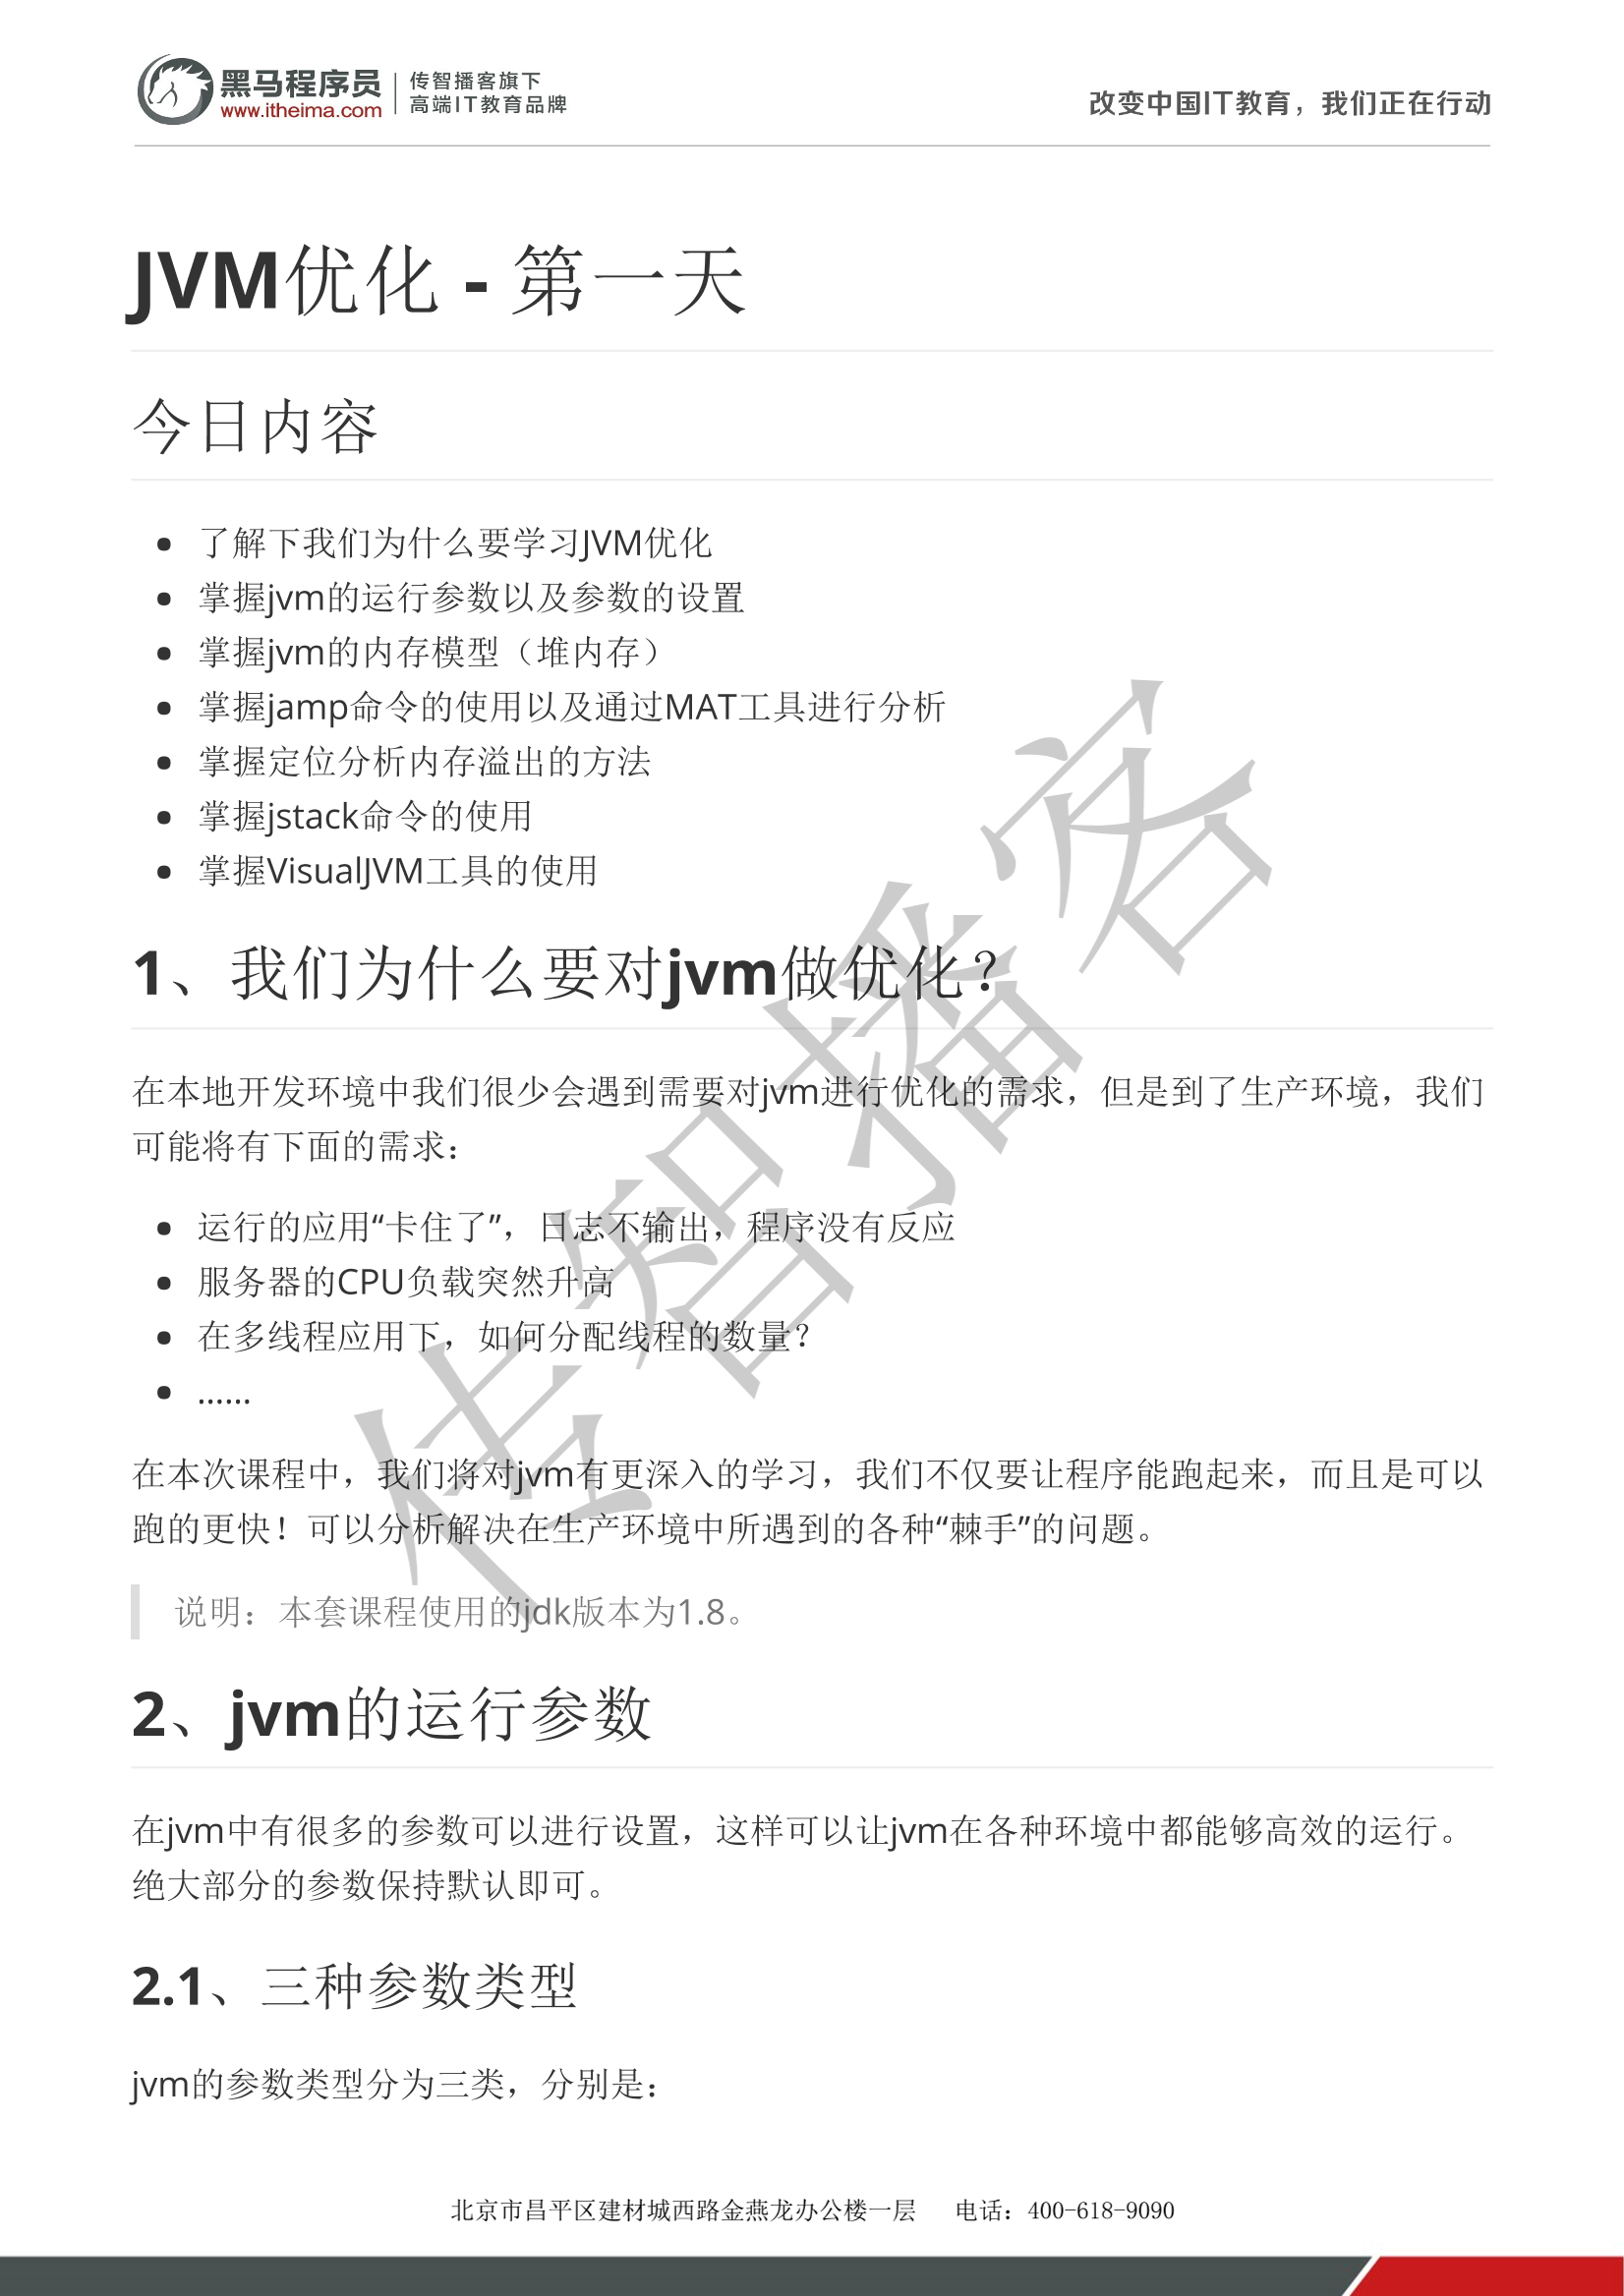 黑马程序员
www.itheima.com
传智播客旗下
高端IT教育品牌
改变中国IT教育，我们正在行动
JVM优化 - 第一天
今日内容
了解下我们为什么要学习JVM优化
掌握jvm的运行参数以及参数的设置
掌握jvm的内存模型（堆内存）
掌握jamp命令的使用以及通过MAT工具进行分析
掌握定位分析内存溢出的方法
掌握jstack命令的使用
掌握VisualJVM工具的使用
1、我们为什么要对jvm做优化？
在本地开发环境中我们很少会遇到需要对jvm进行优化的需求，但是到了生产环境，我们
可能将有下面的需求：
运行的应用“卡住了”，日志不输出，程序没有反应
服务器的CPU负载突然升高
在多线程应用下，如何分配线程的数量？
……
在本次课程中，我们将对jvm有更深入的学习，我们不仅要让程序能跑起来，而且是可以
跑的更快！可以分析解决在生产环境中所遇到的各种“棘手”的问题。
说明：本套课程使用的jdk版本为1.8。
2、jvm的运行参数
在jvm中有很多的参数可以进行设置，这样可以让jvm在各种环境中都能够高效的运行。
绝大部分的参数保持默认即可。
2.1、三种参数类型
jvm的参数类型分为三类，分别是：
北京市昌平区建材城西路金燕龙办公楼一层 电话：400-618-9090
传智播客